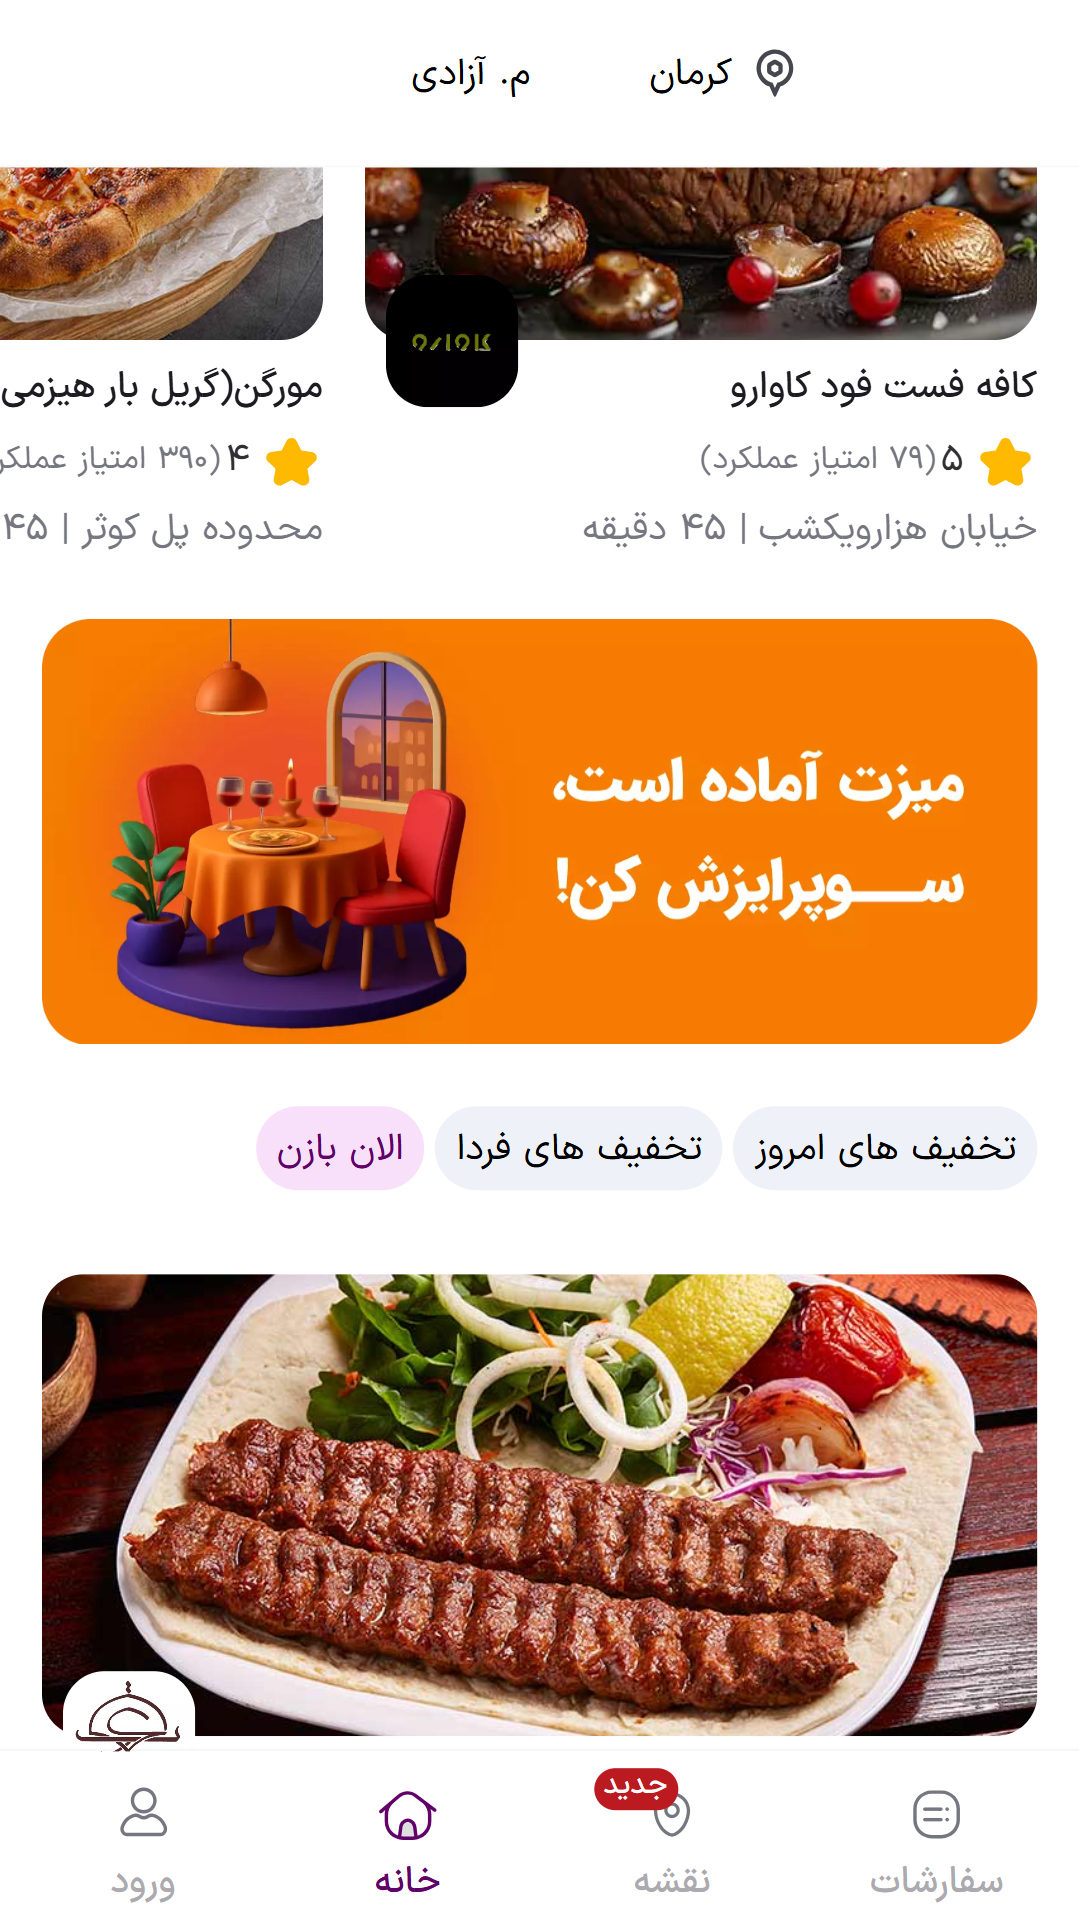 کرمان
م. آزادی
کاوارو
کافه فست فود کاوارو
۵ (۷۹ امتیاز عملکرد)
خیابان هزارویکشب | ۴۵ دقیقه
مورگن(گریل بار هیزمی
۴ (۳۹۰ امتیاز عملکر
محدوده پل کوثر | ۴۵
میزت آماده است،
ســـوپرایزش کن!
تخفیف های امروز
تخفیف های فردا
الان بازن
سفارشات
جدید
نقشه
خانه
ورود